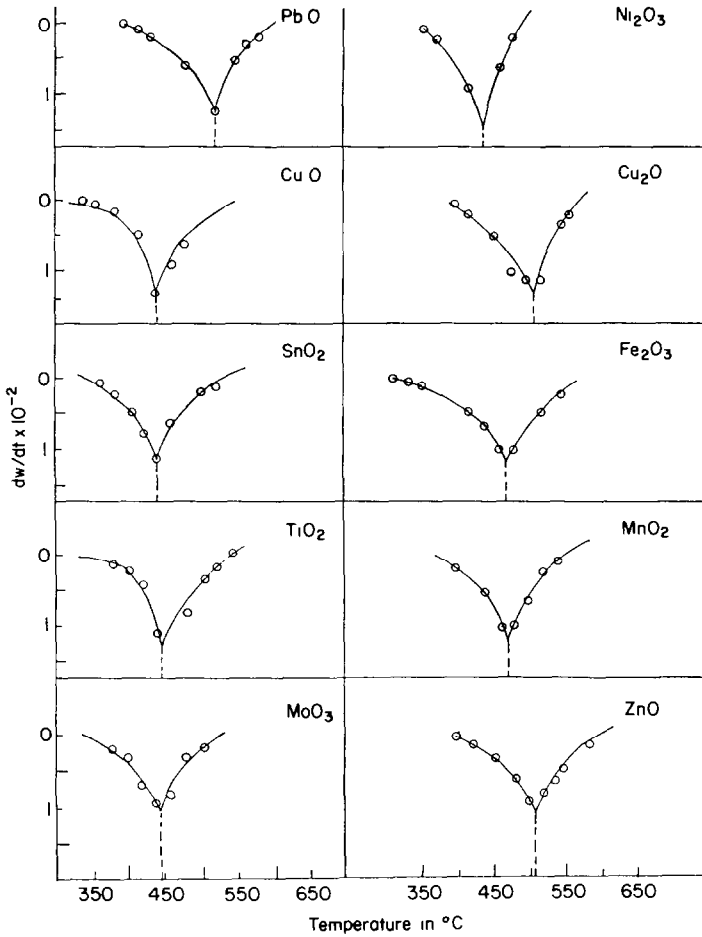 PbO
Ni₂O₃
0
1
CuO
Cu₂O
0
1
SnO₂
Fe₂O₃
0
1
dw/dt x 10⁻²
TiO₂
MnO₂
0
1
MoO₃
ZnO
0
1
350 450 550 650 350 450 550 650
Temperature in °C